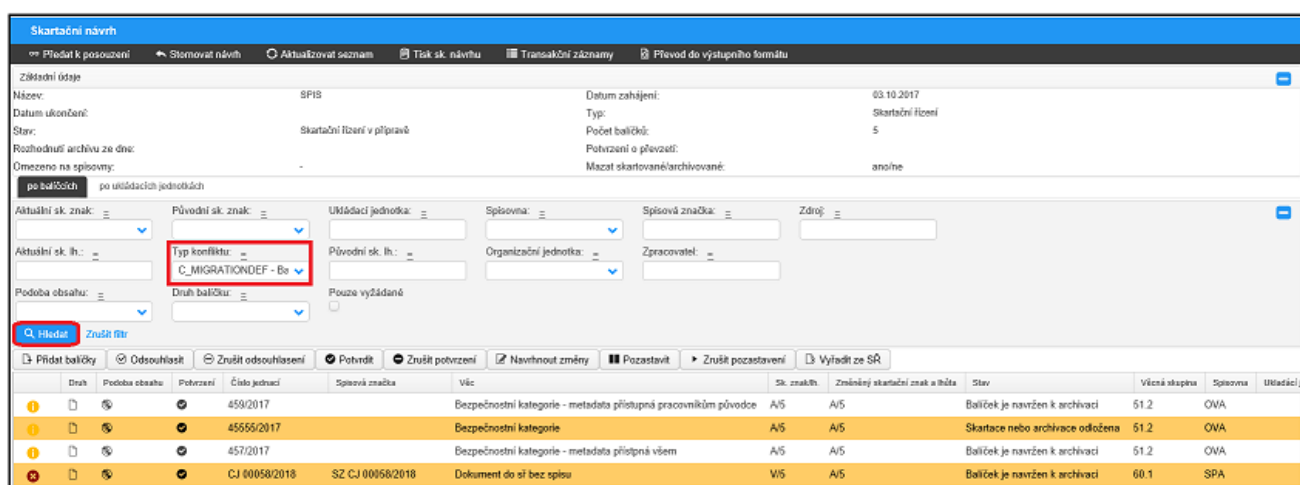 Skartační návrh
Předat k posouzení Stornovat návrh Aktualizovat seznam Tisk sk. návrhu Transakční záznamy Převod do výstupního formátu
Základní údaje
Název: SPIS Datum zahájení: 03.10.2017
Datum ukončení: Typ: Skartační řízení
Stav: Skartační řízení v přípravě Počet balíčků: 5
Rozhodnutí archivu ze dne: Potvrzení o převzetí:
Omezeno na spisovny: - Mazat skartované/archivované: ano/ne
po balíčcích po ukládacích jednotkách
Aktuální sk. znak: = Původní sk. znak: = Ukládací jednotka: = Spisovna: = Spisová značka: = Zdroj: =
Aktuální sk. lh.: = Typ konfliktu: = Původní sk. lh.: = Organizační jednotka: = Zpracovatel: =
C_MIGRATIONDEF - Ba
Podoba obsahu: = Druh balíčku: = Pouze vyžádané
Hledat Zrušit filtr
Přidat balíčky Odsouhlasit Zrušit odsouhlasení Potvrdit Zrušit potvrzení Navrhnout změny Pozastavit Zrušit pozastavení Vyřadit ze SŘ
Druh Podoba obsahu Potvrzení Číslo jednací Spisová značka Věc Sk. znak/lh. Změněný skartační znak a lhůta Stav Věcná skupina Spisovna Ukládací j
459/2017 Bezpečnostní kategorie - metadata přístupná pracovníkům původce A/5 A/5 Balíček je navržen k archivaci 51.2 OVA
45555/2017 Bezpečnostní kategorie A/5 A/5 Skartace nebo archivace odložena 51.2 OVA
457/2017 Bezpečnostní kategorie - metadata přístpná všem A/5 A/5 Balíček je navržen k archivaci 51.2 OVA
CJ 00058/2018 SZ CJ 00058/2018 Dokument do sř bez spisu V/5 A/5 Balíček je navržen k archivaci 60.1 SPA